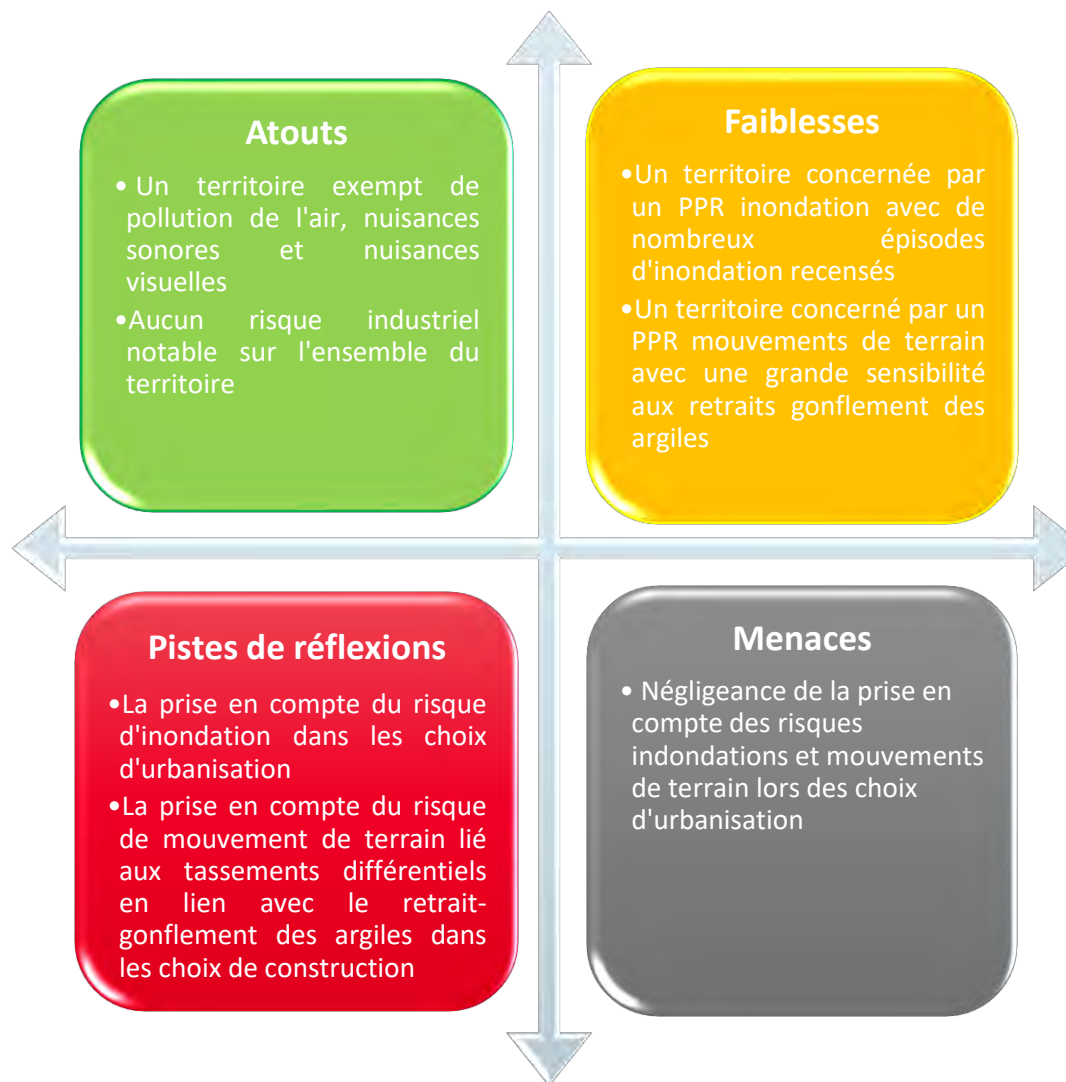 Atouts
• Un territoire exempt de
pollution de l'air, nuisances
sonores et nuisances
visuelles
•Aucun risque industriel
notable sur l'ensemble du
territoire
Faiblesses
•Un territoire concernée par
un PPR inondation avec de
nombreux épisodes
d'inondation recensés
•Un territoire concerné par un
PPR mouvements de terrain
avec une grande sensibilité
aux retraits gonflement des
argiles
Pistes de réflexions
•La prise en compte du risque
d'inondation dans les choix
d'urbanisation
•La prise en compte du risque
de mouvement de terrain lié
aux tassements différentiels
en lien avec le retrait-
gonflement des argiles dans
les choix de construction
Menaces
• Négligeance de la prise en
compte des risques
indondations et mouvements
de terrain lors des choix
d'urbanisation